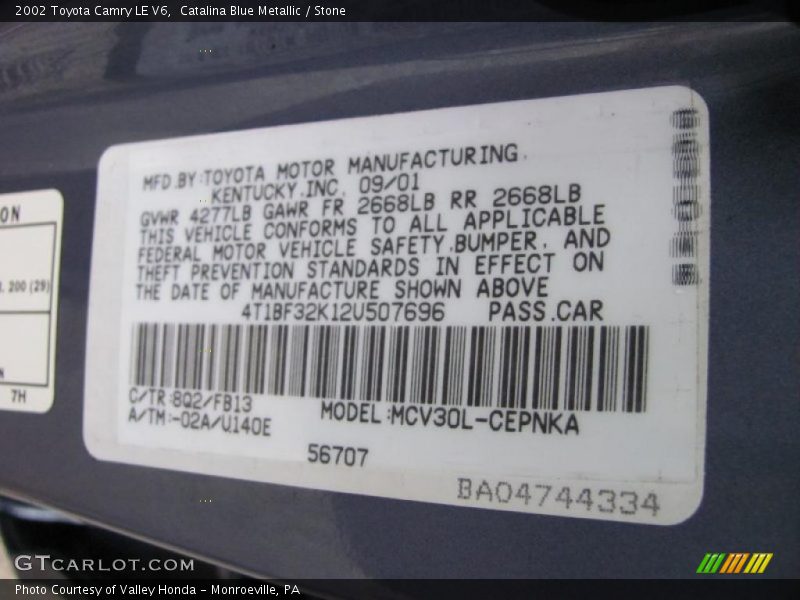 2002 Toyota Camry LE V6,  Catalina Blue Metallic / Stone
MFD.BY:TOYOTA MOTOR MANUFACTURING
KENTUCKY,INC. 09/01
GVWR 4277LB GAWR FR 2668LB RR 2668LB
THIS VEHICLE CONFORMS TO ALL APPLICABLE
FEDERAL MOTOR VEHICLE SAFETY,BUMPER, AND
THEFT PREVENTION STANDARDS IN EFFECT ON
THE DATE OF MANUFACTURE SHOWN ABOVE
4T1BF32K12U507696 PASS.CAR
C/TR:8Q2/FB13
A/TM:-02A/U140E
MODEL:MCV30L-CEPNKA
56707
BA04744334
ON
. 200 (29)
N
7H
GTCARLOT.COM
Photo Courtesy of Valley Honda - Monroeville, PA